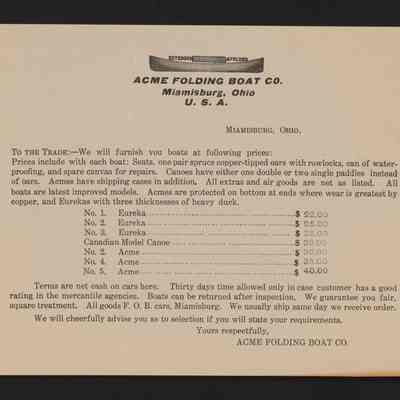 ACME FOLDING BOAT CO.
Miamisburg, Ohio
U. S. A.
MIAMISBURG, OHIO.
TO THE TRADE:—We will furnish you boats at following prices:
Prices include with each boat: Seats, one pair spruce copper-tipped oars with rowlocks, can of water-
proofing, and spare canvas for repairs. Canoes have either one double or two single paddles instead
of oars. Acmes have shipping cases in addition. All extras and air goods are net as listed. All
boats are latest improved models. Acmes are protected on bottom at ends where wear is greatest by
copper, and Eurekas with three thicknesses of heavy duck.
No. 1. Eureka $ 22.00
No. 2. Eureka $ 25.00
No. 3. Eureka $
Canadian Model Canoe $
No. 2. Acme $
No. 4. Acme $
No. 5. Acme $ 40.00
Terms are net cash on cars here. Thirty days time allowed only in case customer has a good
rating in the mercantile agencies. Boats can be returned after inspection. We guarantee you fair,
square treatment. All goods F. O. B. cars, Miamisburg. We usually ship same day we receive order.
We will cheerfully advise you as to selection if you will state your requirements.
Yours respectfully,
ACME FOLDING BOAT CO.